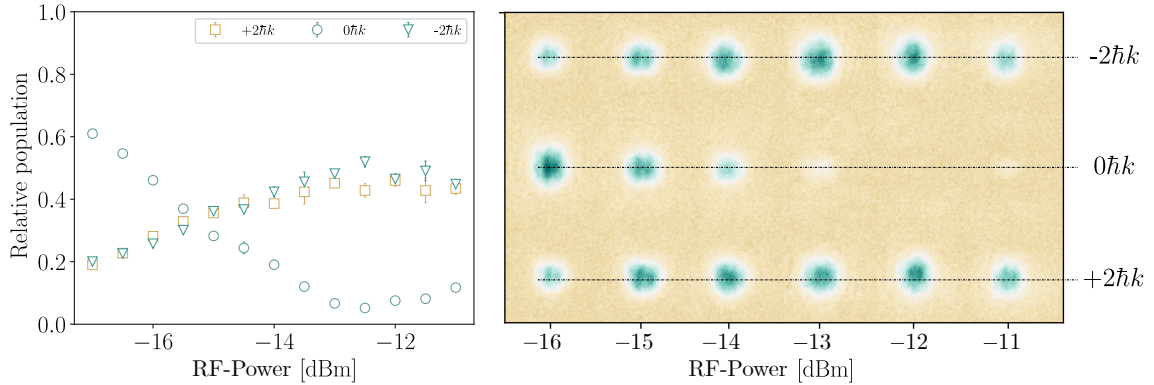 +2ħk 0ħk -2ħk
Relative population
1.0
0.8
0.6
0.4
0.2
0.0
−16 −14 −12
RF-Power [dBm]
-2ħk
0ħk
+2ħk
−16 −15 −14 −13 −12 −11
RF-Power [dBm]